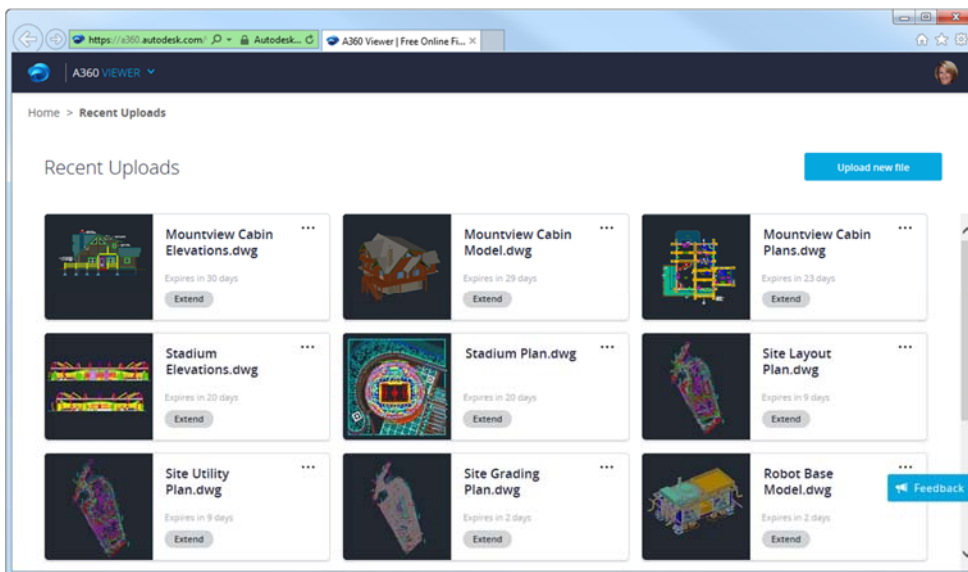 https://a360.autodesk.com/
Autodesk...
A360 Viewer | Free Online Fi...
A360 VIEWER
Home > Recent Uploads
Recent Uploads
Upload new file
Mountview Cabin
Elevations.dwg
Expires in 30 days
Extend
Mountview Cabin
Model.dwg
Expires in 29 days
Extend
Mountview Cabin
Plans.dwg
Expires in 23 days
Extend
Stadium
Elevations.dwg
Expires in 20 days
Extend
Stadium Plan.dwg
Expires in 20 days
Extend
Site Layout
Plan.dwg
Expires in 9 days
Extend
Site Utility
Plan.dwg
Expires in 9 days
Extend
Site Grading
Plan.dwg
Expires in 2 days
Extend
Robot Base
Model.dwg
Expires in 2 days
Extend
Feedback